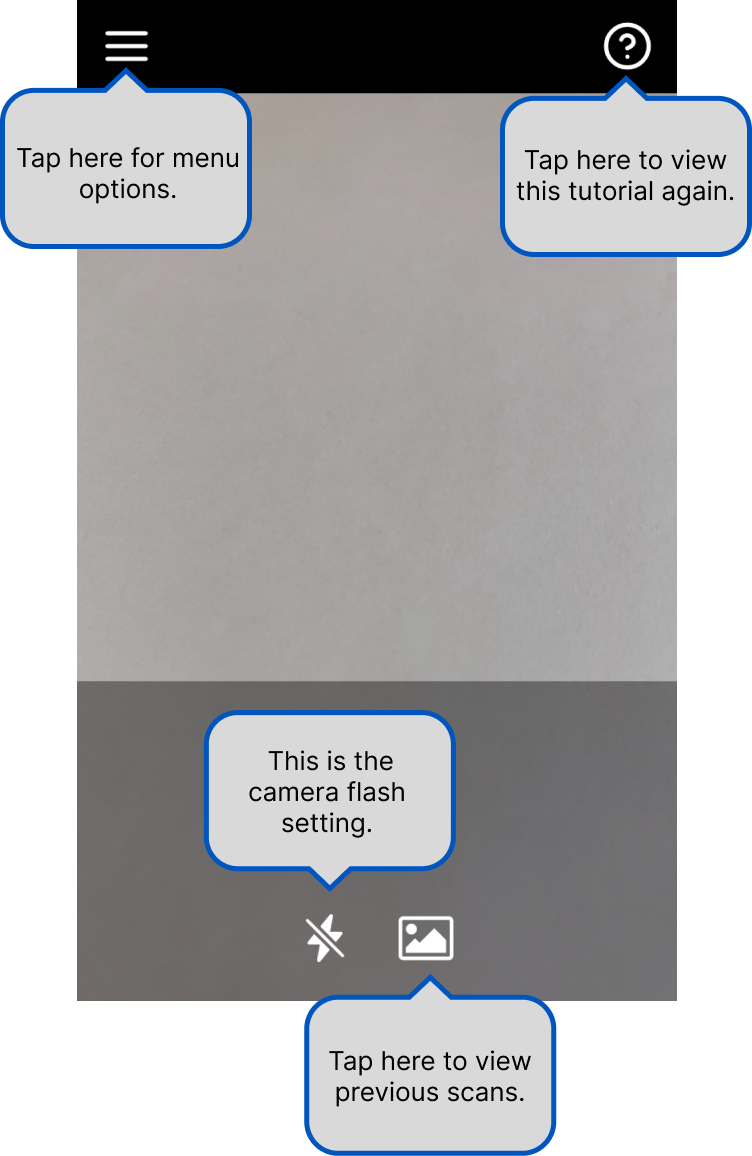 Tap here for menu
options.
Tap here to view
this tutorial again.
This is the
camera flash
setting.
Tap here to view
previous scans.